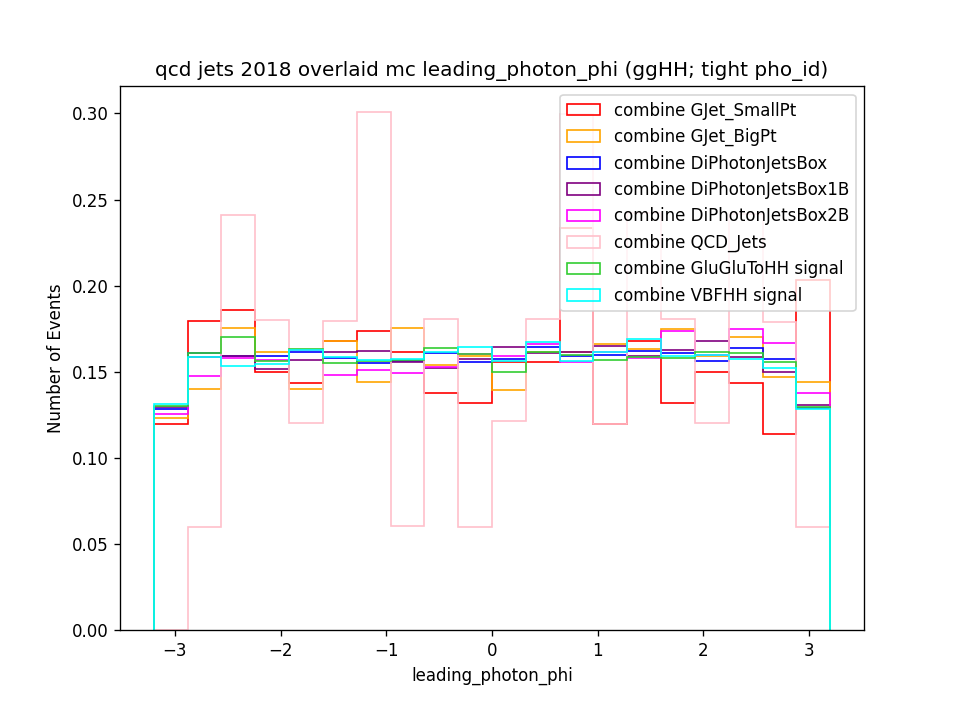 qcd jets 2018 overlaid mc leading_photon_phi (ggHH; tight pho_id)
combine GJet_SmallPt
combine GJet_BigPt
combine DiPhotonJetsBox
combine DiPhotonJetsBox1B
combine DiPhotonJetsBox2B
combine QCD_Jets
combine GluGluToHH signal
combine VBFHH signal
Number of Events
0.30
0.25
0.20
0.15
0.10
0.05
0.00
−3 −2 −1 0 1 2 3
leading_photon_phi